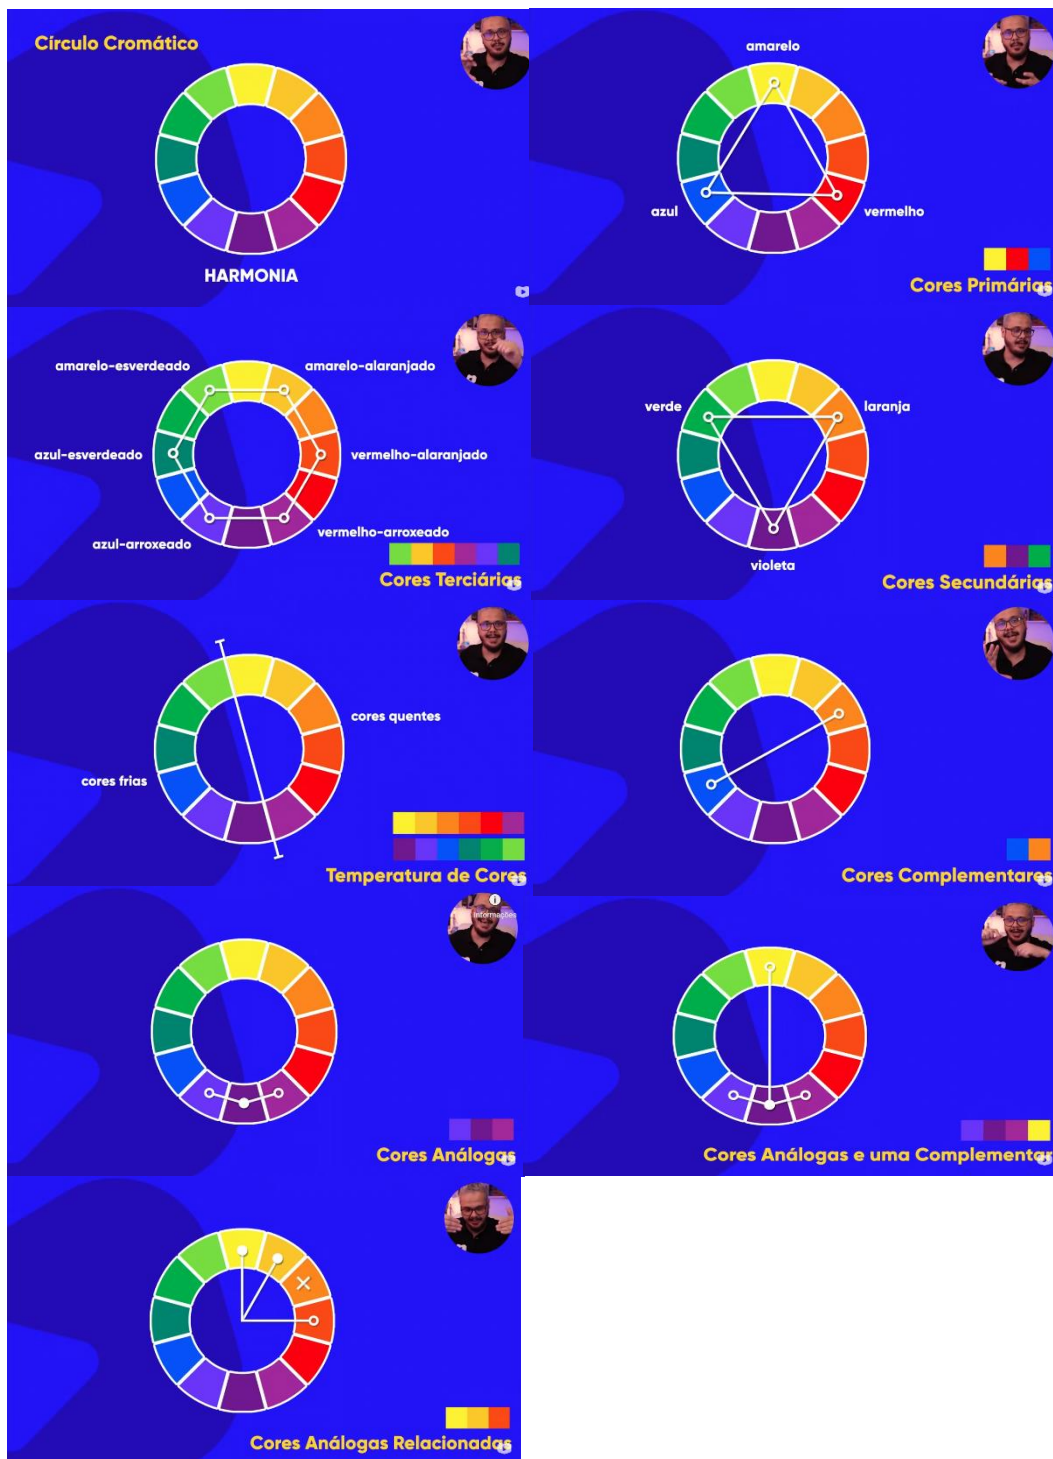 Círculo Cromático
HARMONIA
amarelo
azul
vermelho
Cores Primárias
amarelo-esverdeado
amarelo-alaranjado
azul-esverdeado
vermelho-alaranjado
azul-arroxeado
vermelho-arroxeado
Cores Terciárias
verde
laranja
violeta
Cores Secundárias
cores quentes
cores frias
Temperatura de Cores
Cores Complementares
Informações
Cores Análogas
Cores Análogas e uma Complementar
Cores Análogas Relacionadas